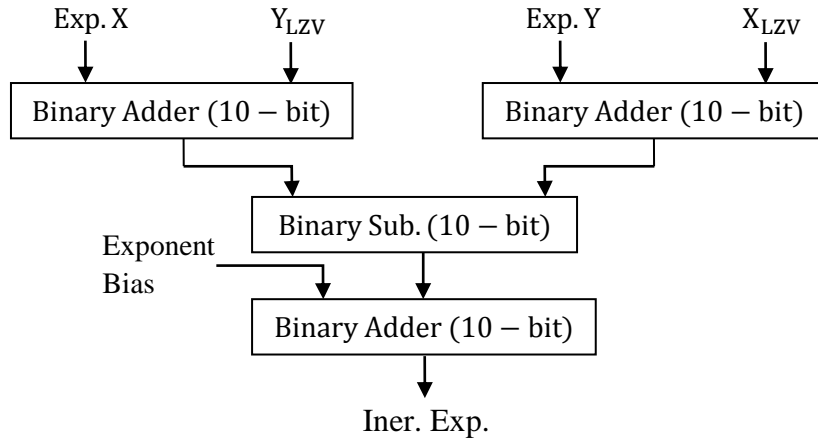 Exp. X
Y_LZV
Exp. Y
X_LZV
Binary Adder (10 − bit)
Binary Adder (10 − bit)
Binary Sub. (10 − bit)
Exponent
Bias
Binary Adder (10 − bit)
Iner. Exp.